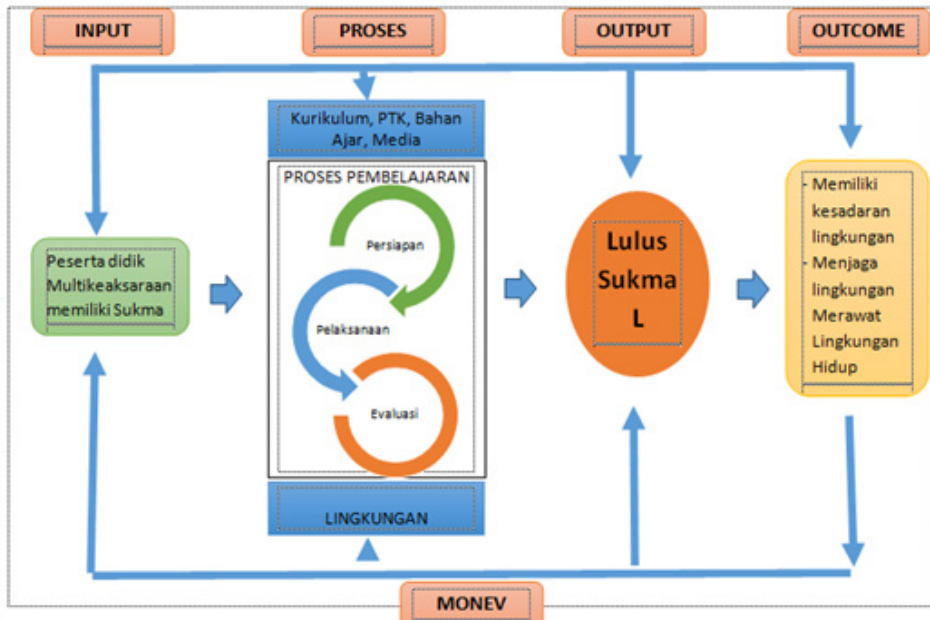 INPUT
PROSES
OUTPUT
OUTCOME
Kurikulum, PTK, Bahan
Ajar, Media
PROSES PEMBELAJARAN
Persiapan
Pelaksanaan
Evaluasi
LINGKUNGAN
Peserta didik
Multikeaksaraan
memiliki Sukma
Lulus
Sukma
L
- Memiliki
kesadaran
lingkungan
- Menjaga
lingkungan
Merawat
Lingkungan
Hidup
MONEV